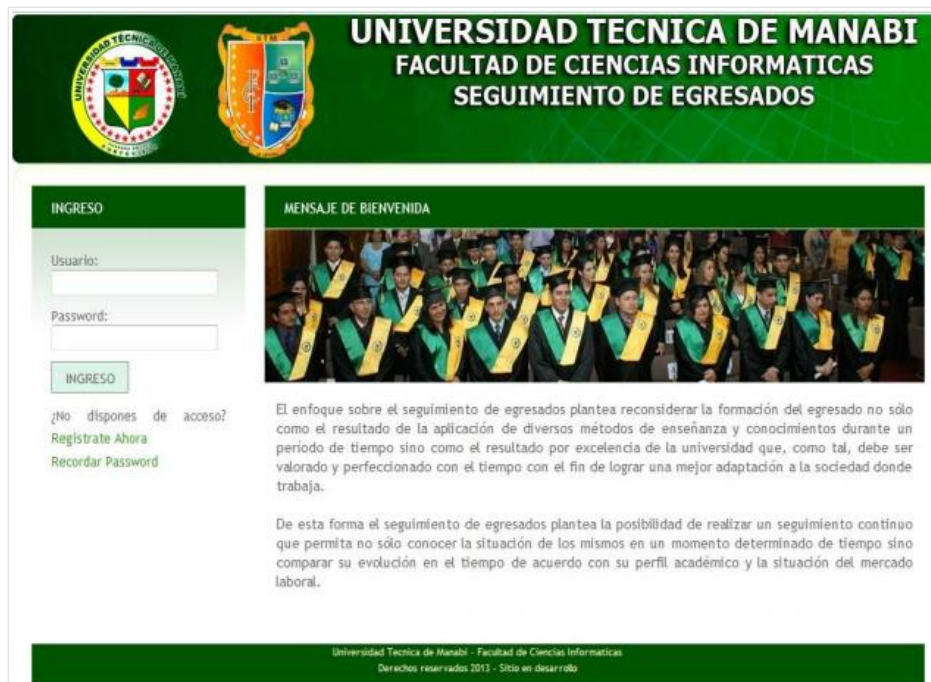 UNIVERSIDAD TECNICA DE MANABI
FACULTAD DE CIENCIAS INFORMATICAS
SEGUIMIENTO DE EGRESADOS
UNIVERSIDAD TÉCNICA DE MANABÍ
INGRESO
Usuario:
Password:
INGRESO
¿No dispones de acceso?
Registrate Ahora
Recordar Password
MENSAJE DE BIENVENIDA
El enfoque sobre el seguimiento de egresados plantea reconsiderar la formación del egresado no sólo
como el resultado de la aplicación de diversos métodos de enseñanza y conocimientos durante un
período de tiempo sino como el resultado por excelencia de la universidad que, como tal, debe ser
valorado y perfeccionado con el tiempo con el fin de lograr una mejor adaptación a la sociedad donde
trabaja.
De esta forma el seguimiento de egresados plantea la posibilidad de realizar un seguimiento continuo
que permita no sólo conocer la situación de los mismos en un momento determinado de tiempo sino
comparar su evolución en el tiempo de acuerdo con su perfil académico y la situación del mercado
laboral.
Universidad Tecnica de Manabi - Facultad de Ciencias Informaticas
Derechos reservados 2013 - Sitio en desarrollo